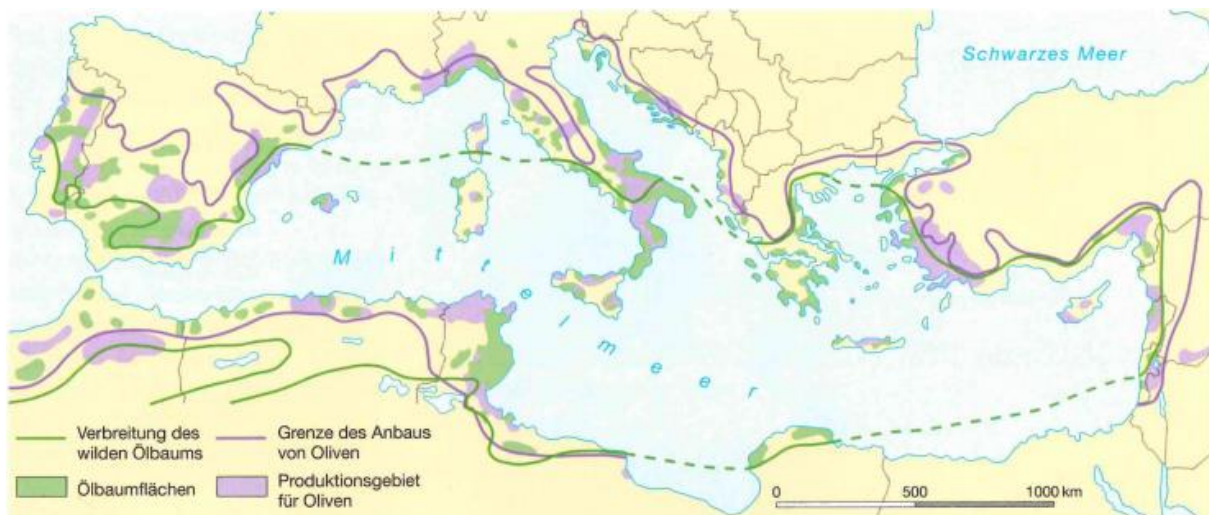 Schwarzes Meer
Mittelmeer
Verbreitung des
wilden Ölbaums
Grenze des Anbaus
von Oliven
Ölbaumflächen
Produktionsgebiet
für Oliven
0 500 1000 km